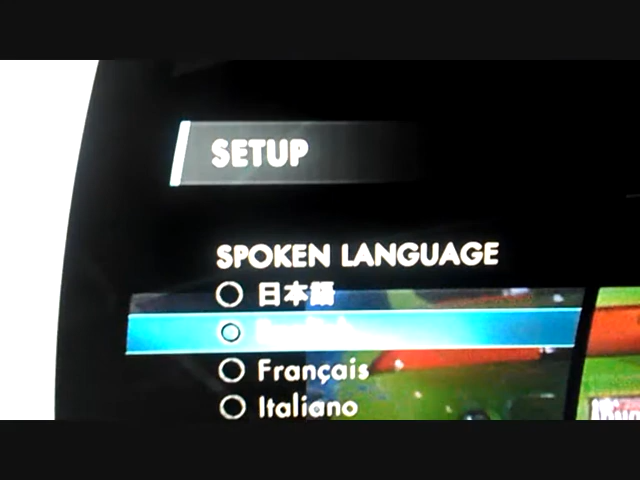 SETUP
SPOKEN LANGUAGE
日本語
Français
Italiano